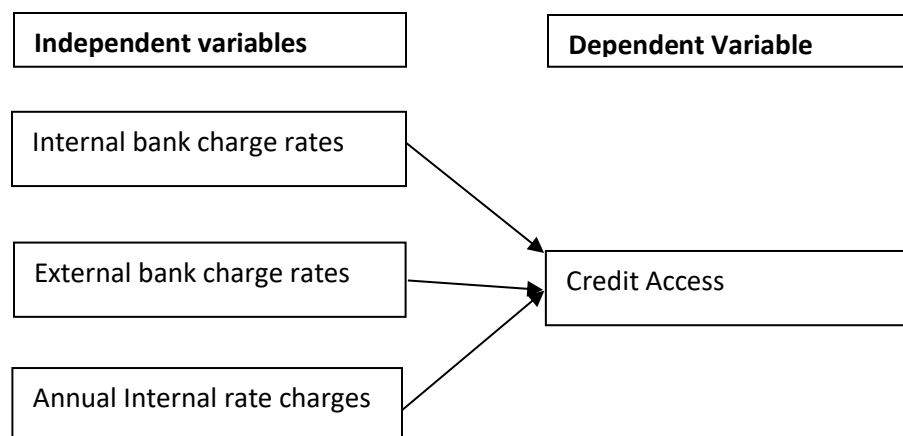 Independent variables
Dependent Variable
Internal bank charge rates
External bank charge rates
Credit Access
Annual Internal rate charges